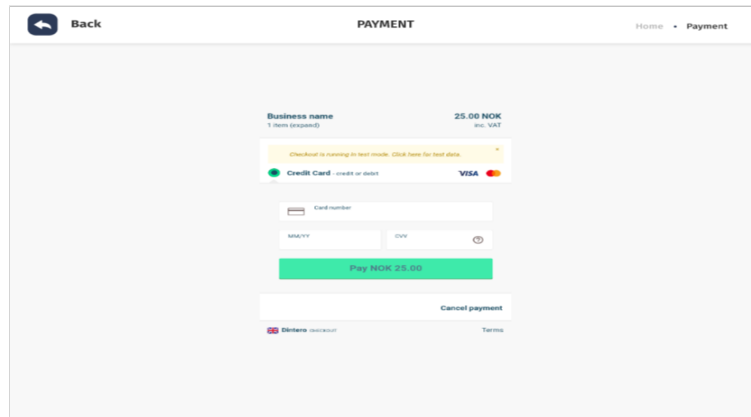 Back
PAYMENT
Home • Payment
Business name
25.00 NOK
1 item (expand)
inc. VAT
Checkout is running in test mode. Click here for test data.
×
Credit Card - credit or debit
VISA
Card number
MM/YY
CVV
?
Pay NOK 25.00
Cancel payment
Dintero CHECKOUT
Terms